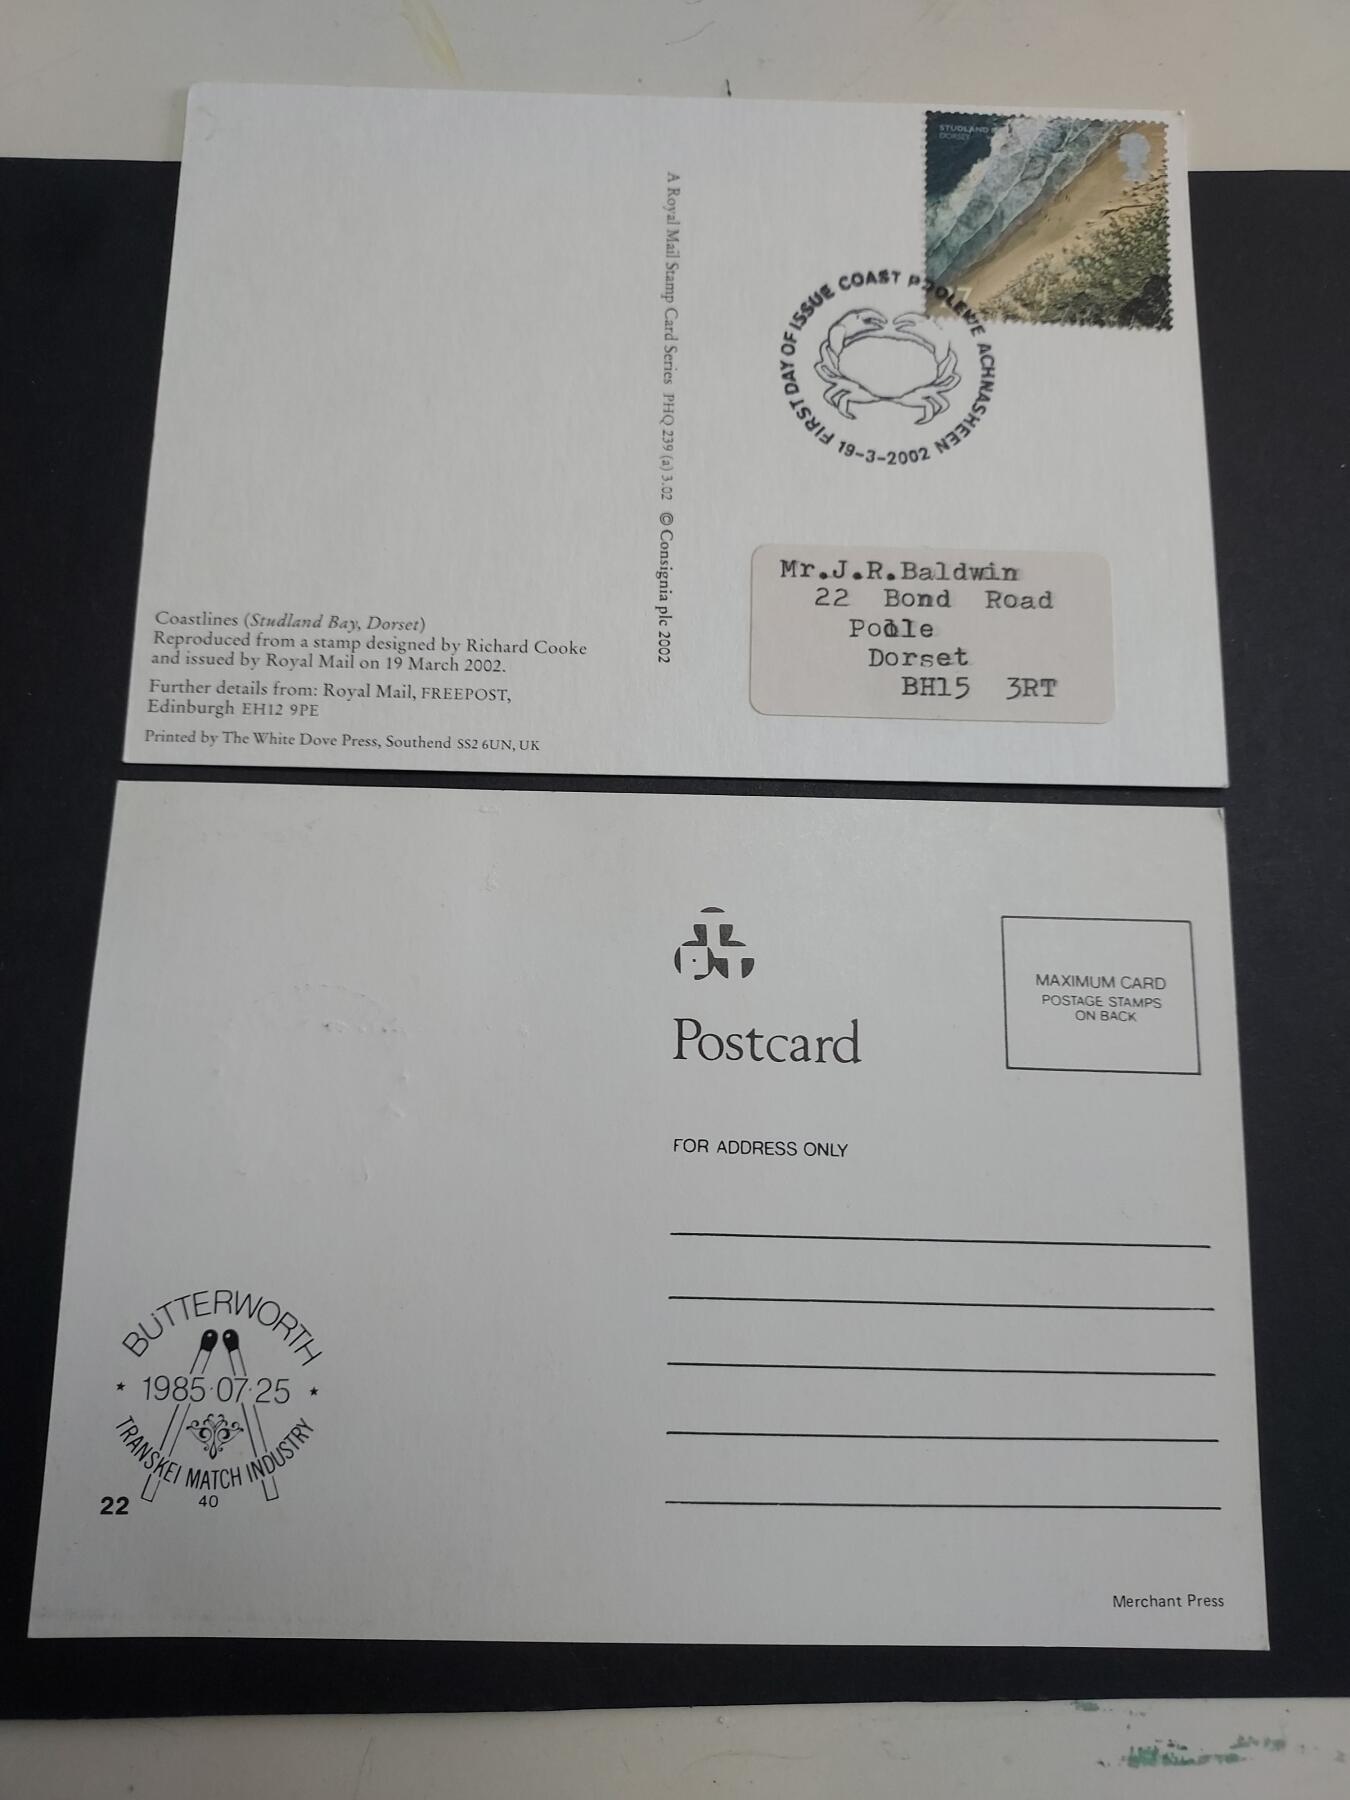 STUDLAND
DORSET
FIRST DAY OF ISSUE COAST POOLEWE ACHNASHEEN
19-3-2002
A Royal Mail Stamp Card Series PHQ 239 (a) 3.02 © Consignia plc 2002
Mr.J.R.Baldwin
22 Bond Road
Poole
Dorset
BH15 3RT
Coastlines (Studland Bay, Dorset)
Reproduced from a stamp designed by Richard Cooke
and issued by Royal Mail on 19 March 2002.
Further details from: Royal Mail, FREEPOST,
Edinburgh EH12 9PE
Printed by The White Dove Press, Southend SS2 6UN, UK
Postcard
MAXIMUM CARD
POSTAGE STAMPS
ON BACK
FOR ADDRESS ONLY
BUTTERWORTH
1985·07·25
TRANSKEI MATCH INDUSTRY
40
22
Merchant Press